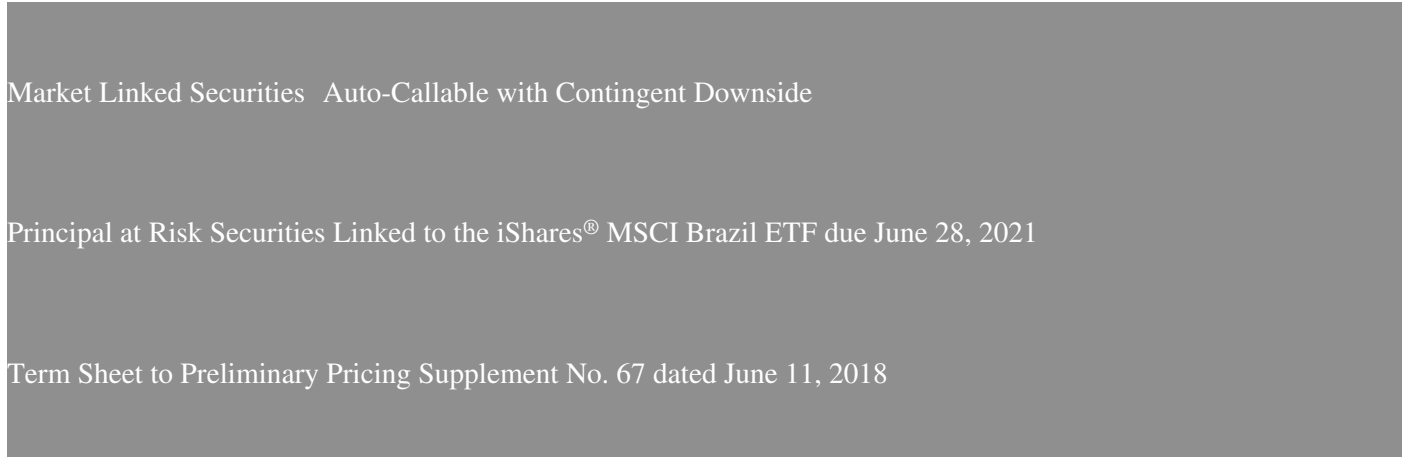 Market Linked Securities Auto-Callable with Contingent Downside
Principal at Risk Securities Linked to the iShares® MSCI Brazil ETF due June 28, 2021
Term Sheet to Preliminary Pricing Supplement No. 67 dated June 11, 2018